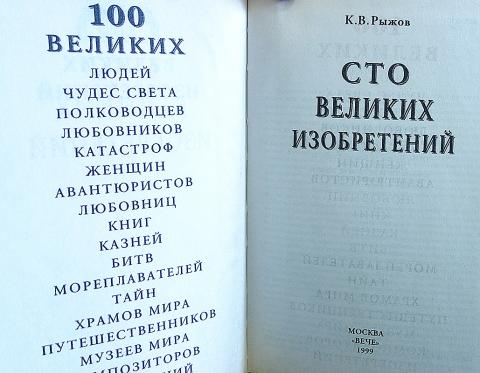 100
ВЕЛИКИХ
ЛЮДЕЙ
ЧУДЕС СВЕТА
ПОЛКОВОДЦЕВ
ЛЮБОВНИКОВ
КАТАСТРОФ
ЖЕНЩИН
АВАНТЮРИСТОВ
ЛЮБОВНИЦ
КНИГ
КАЗНЕЙ
БИТВ
МОРЕПЛАВАТЕЛЕЙ
ТАЙН
ХРАМОВ МИРА
ПУТЕШЕСТВЕННИКОВ
МУЗЕЕВ МИРА
К.В.Рыжов
СТО
ВЕЛИКИХ
ИЗОБРЕТЕНИЙ
МОСКВА
«ВЕЧЕ»
1999